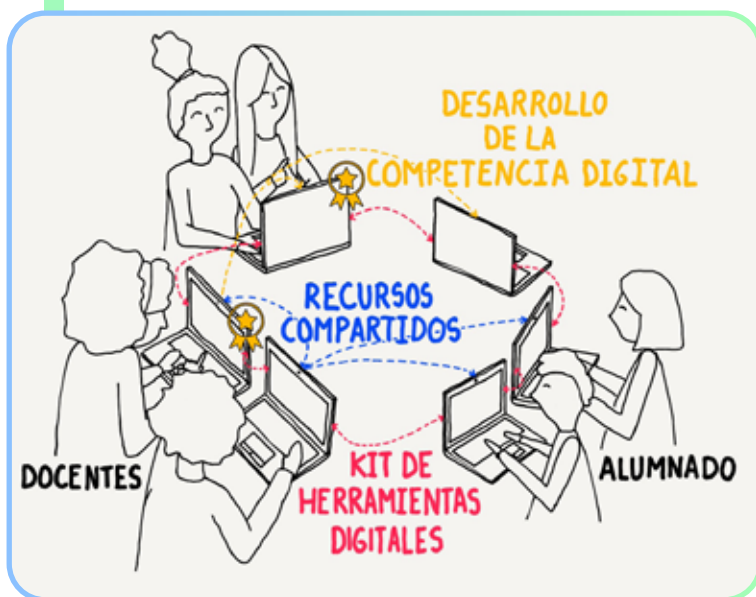 DESARROLLO
DE LA
COMPETENCIA DIGITAL
RECURSOS
COMPARTIDOS
DOCENTES
KIT DE
HERRAMIENTAS
DIGITALES
ALUMNADO